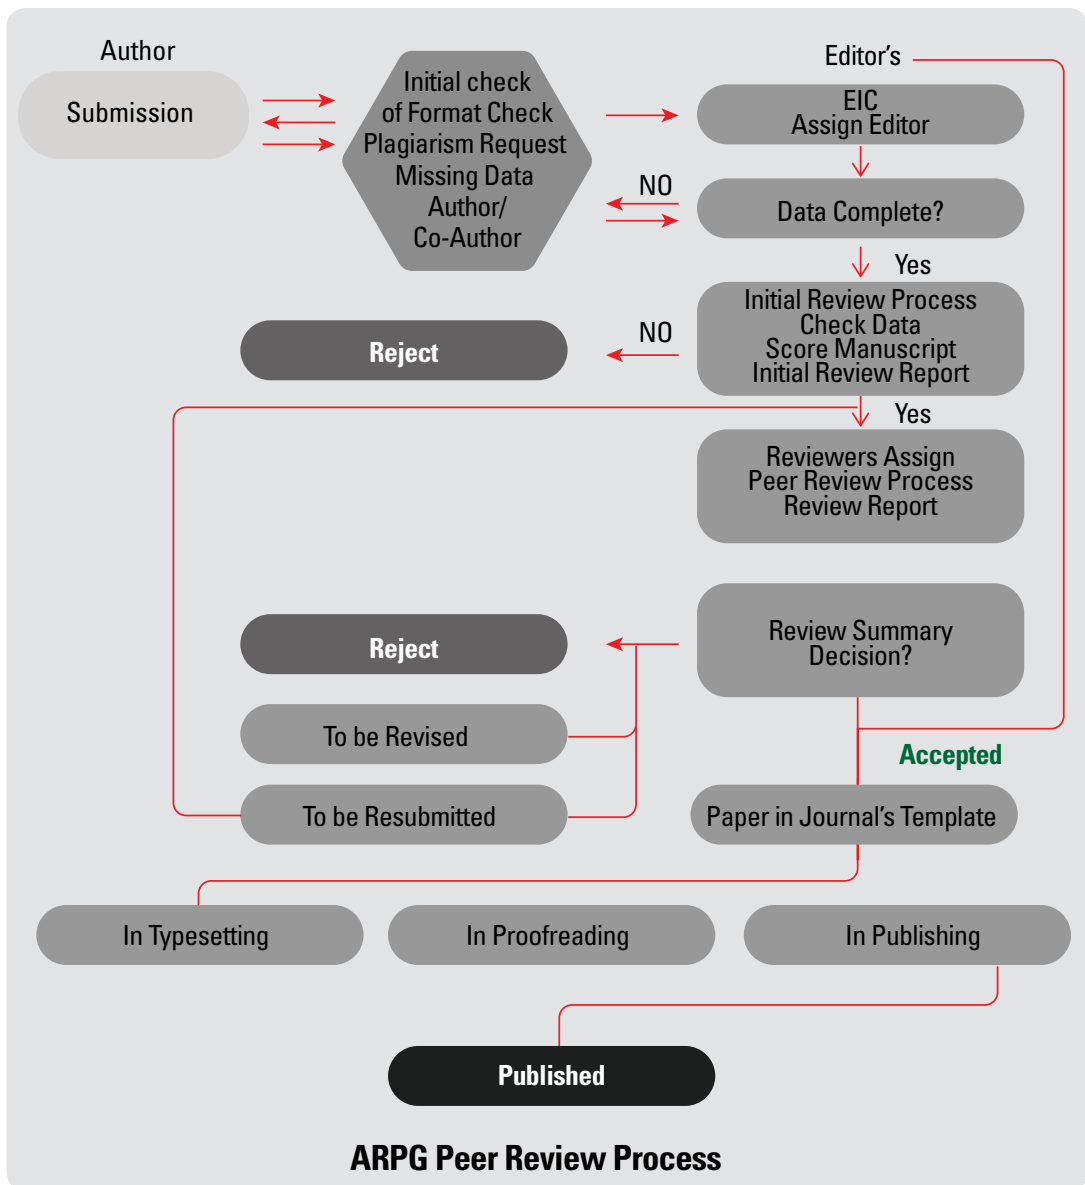 Author
Submission
Initial check
of Format Check
Plagiarism Request
Missing Data
Author/
Co-Author
Editor's
EIC
Assign Editor
NO
Data Complete?
Yes
Initial Review Process
Check Data
Score Manuscript
Initial Review Report
NO
Reject
Yes
Reviewers Assign
Peer Review Process
Review Report
Review Summary
Decision?
Reject
To be Revised
To be Resubmitted
Accepted
Paper in Journal's Template
In Typesetting
In Proofreading
In Publishing
Published
ARPG Peer Review Process